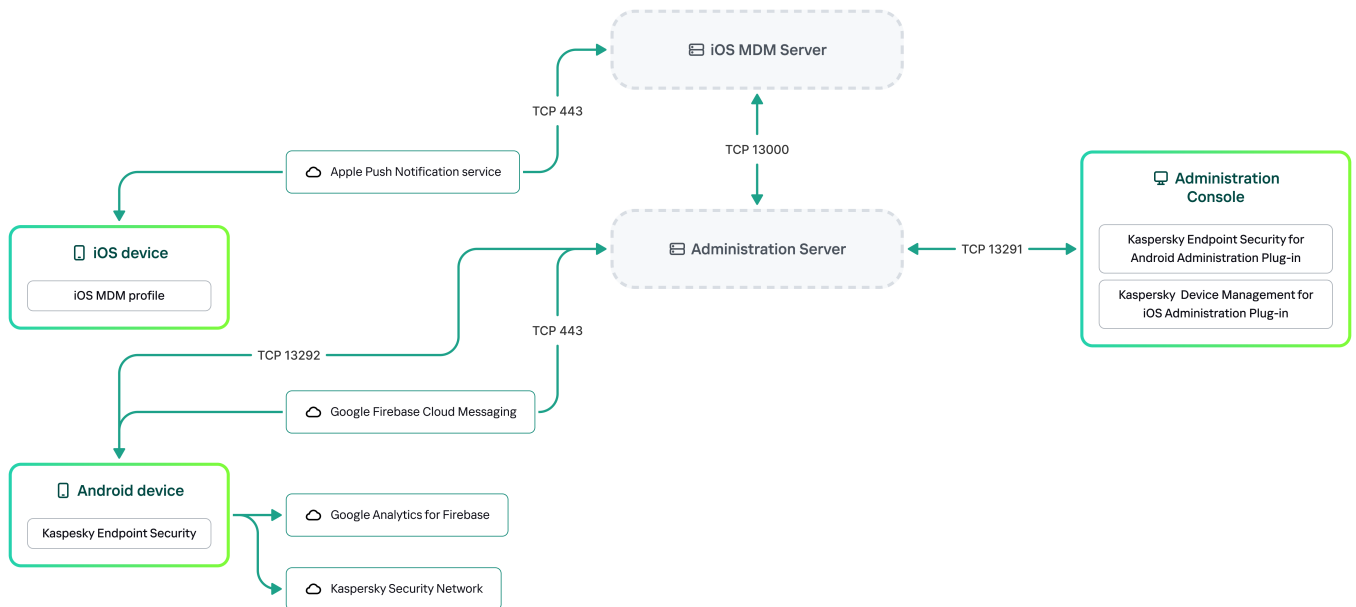 iOS MDM Server
TCP 443
TCP 13000
Apple Push Notification service
Administration
Console
Kaspersky Endpoint Security for
Android Administration Plug-in
Kaspersky Device Management for
iOS Administration Plug-in
iOS device
iOS MDM profile
Administration Server
TCP 13291
TCP 443
TCP 13292
Google Firebase Cloud Messaging
Android device
Kaspesky Endpoint Security
Google Analytics for Firebase
Kaspersky Security Network